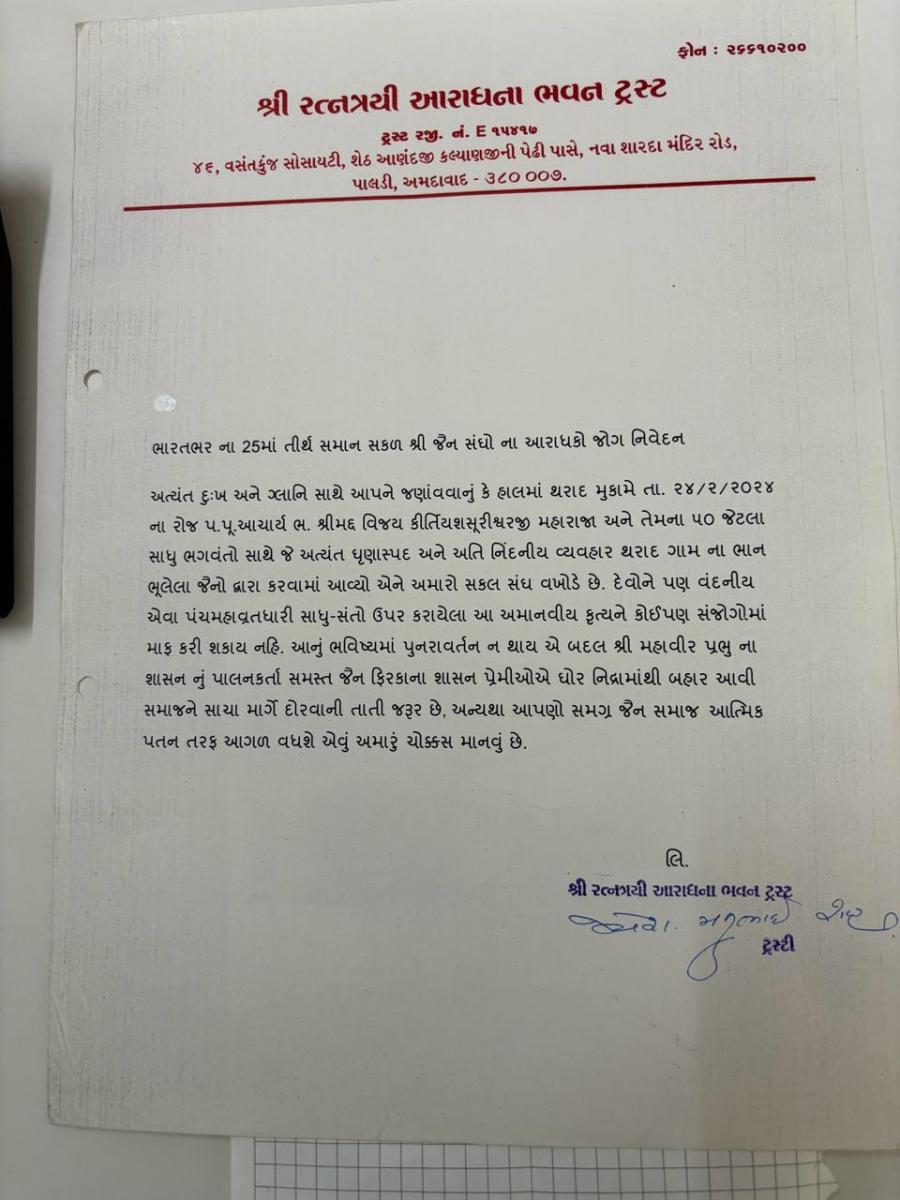 ફોન : ૨૬૬૧૦૨૦૦
શ્રી રત્નત્રયી આરાધના ભવન ટ્રસ્ટ
ટ્રસ્ટ રજી. નં. E ૧૫૪૧૭
૪૬, વસંતકુંજ સોસાયટી, શેઠ આણંદજી કલ્યાણજીની પેઢી પાસે, નવા શારદા મંદિર રોડ,
પાલડી, અમદાવાદ - ૩૮૦ ૦૦૭.
ભારતભર ના 25માં તીર્થ સમાન સકળ શ્રી જૈન સંઘો ના આરાધકો જોગ નિવેદન
અત્યંત દુઃખ અને ગ્લાનિ સાથે આપને જણાંવવાનું કે હાલમાં થરાદ મુકામે તા. ૨૪/૨/૨૦૨૪
ના રોજ પ.પૂ.આચાર્ય ભ. શ્રીમદ્દ વિજય કીર્તિયશસૂરીશ્વરજી મહારાજા અને તેમના ૫૦ જેટલા
સાધુ ભગવંતો સાથે જે અત્યંત ઘૃણાસ્પદ અને અતિ નિંદનીય વ્યવહાર થરાદ ગામ ના ભાન
ભૂલેલા જૈનો દ્વારા કરવામાં આવ્યો એને અમારો સકલ સંઘ વખોડે છે. દેવોને પણ વંદનીય
એવા પંચમહાવ્રતધારી સાધુ-સંતો ઉપર કરાયેલા આ અમાનવીય કૃત્યને કોઈપણ સંજોગોમાં
માફ કરી શકાય નહિ. આનું ભવિષ્યમાં પુનરાવર્તન ન થાય એ બદલ શ્રી મહાવીર પ્રભુ ના
શાસન નું પાલનકર્તા સમસ્ત જૈન ફિરકાના શાસન પ્રેમીઓએ ઘોર નિદ્રામાંથી બહાર આવી
સમાજને સાચા માર્ગે દોરવાની તાતી જરૂર છે, અન્યથા આપણો સમગ્ર જૈન સમાજ આત્મિક
પતન તરફ આગળ વધશે એવું અમારું ચોક્કસ માનવું છે.
લિ.
શ્રી રત્નત્રયી આરાધના ભવન ટ્રસ્ટ
ટ્રસ્ટી